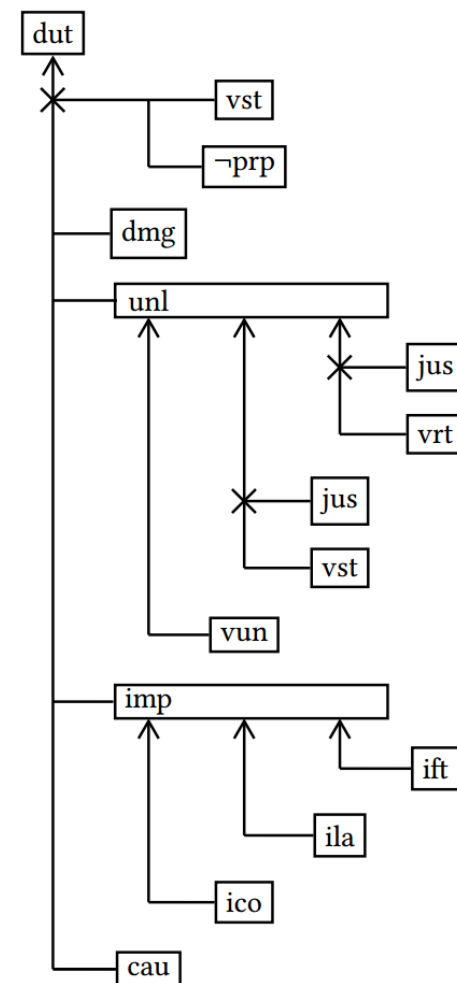 dut
vst
¬prp
dmg
unl
jus
vrt
jus
vst
vun
imp
ift
ila
ico
cau